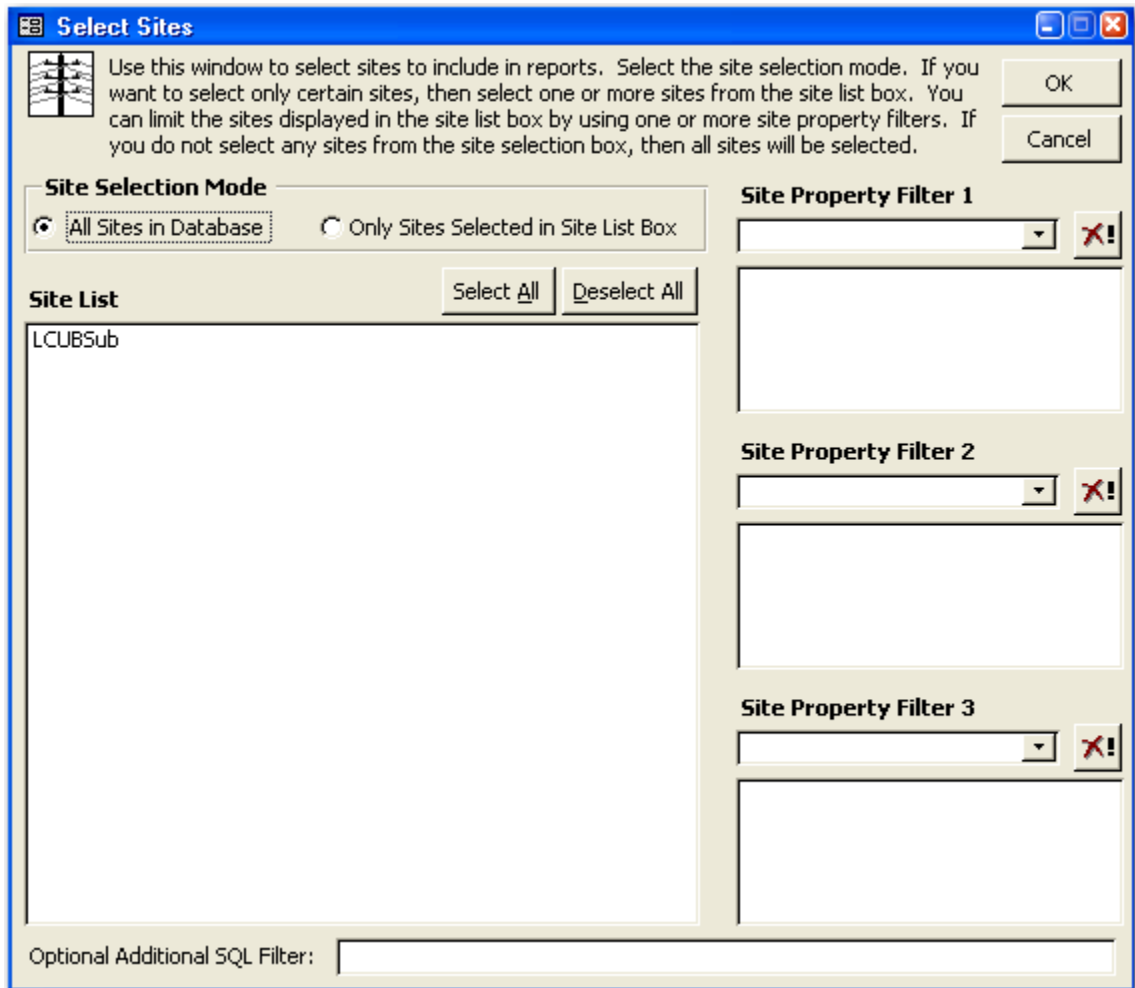 Select Sites
Use this window to select sites to include in reports.  Select the site selection mode.  If you
want to select only certain sites, then select one or more sites from the site list box.  You
can limit the sites displayed in the site list box by using one or more site property filters.  If
you do not select any sites from the site selection box, then all sites will be selected.
OK
Cancel
Site Selection Mode
All Sites in Database
Only Sites Selected in Site List Box
Site List
Select All
Deselect All
LCUBSub
Site Property Filter 1
Site Property Filter 2
Site Property Filter 3
Optional Additional SQL Filter: